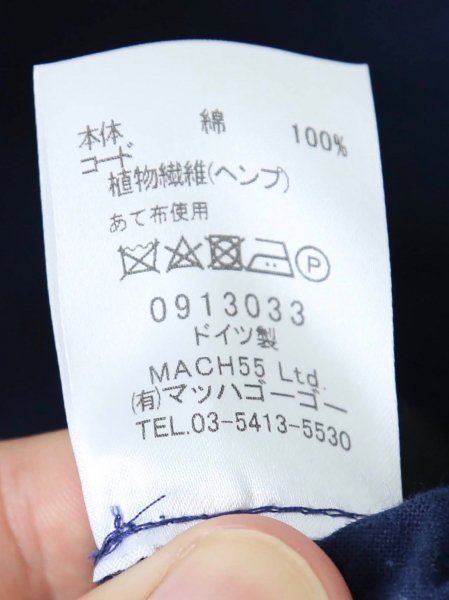 本体 綿 100%
コード
植物繊維(ヘンプ)
あて布使用
P
0913033
ドイツ製
MACH55 Ltd.
(有)マッハゴーゴー
TEL.03-5413-5530